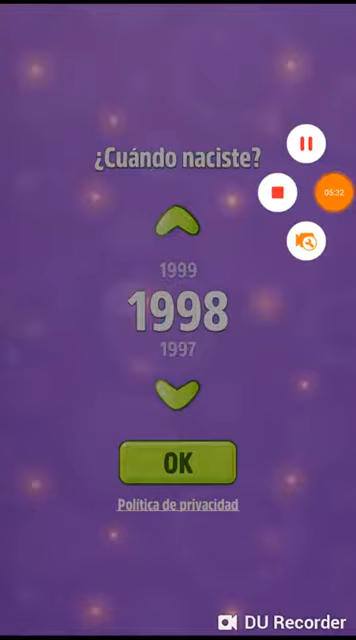 ¿Cuándo naciste?
05:32
1999
1998
1997
OK
Política de privacidad
DU Recorder